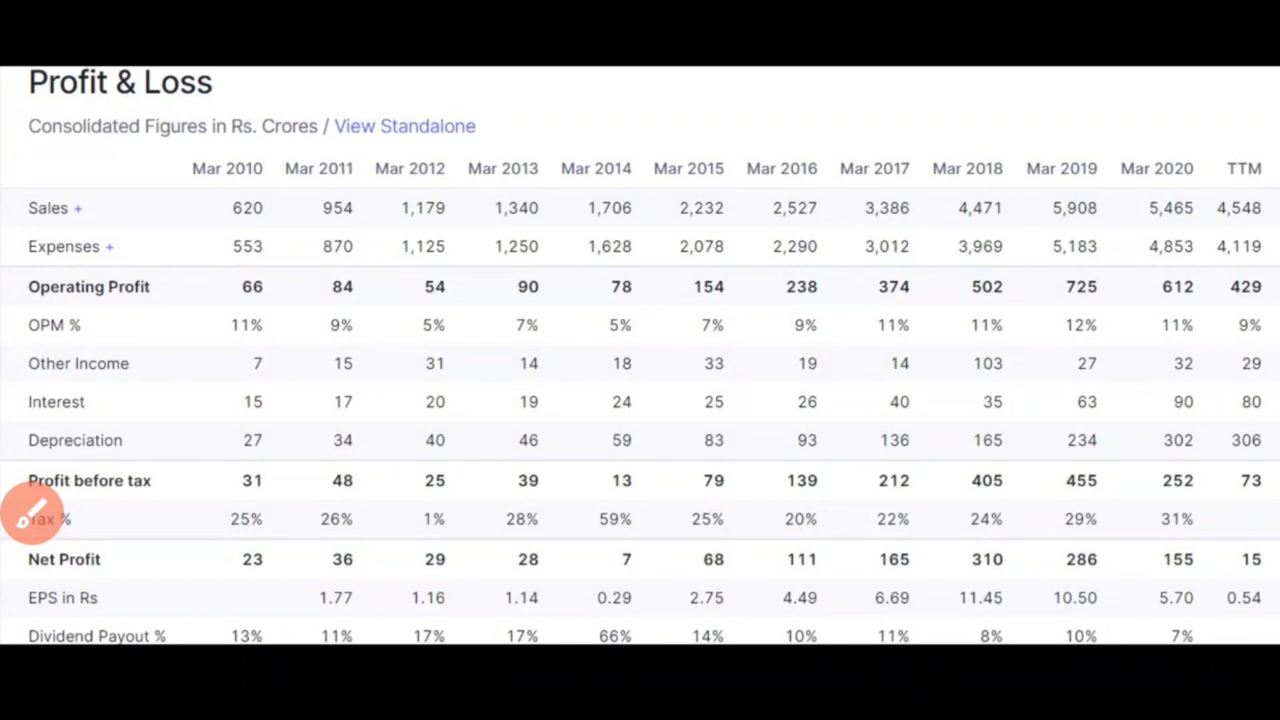 Profit & Loss
Consolidated Figures in Rs. Crores / View Standalone
Mar 2010 Mar 2011 Mar 2012 Mar 2013 Mar 2014 Mar 2015 Mar 2016 Mar 2017 Mar 2018 Mar 2019 Mar 2020 TTM
Sales + 620 954 1,179 1,340 1,706 2,232 2,527 3,386 4,471 5,908 5,465 4,548
Expenses + 553 870 1,125 1,250 1,628 2,078 2,290 3,012 3,969 5,183 4,853 4,119
Operating Profit 66 84 54 90 78 154 238 374 502 725 612 429
OPM % 11% 9% 5% 7% 5% 7% 9% 11% 11% 12% 11% 9%
Other Income 7 15 31 14 18 33 19 14 103 27 32 29
Interest 15 17 20 19 24 25 26 40 35 63 90 80
Depreciation 27 34 40 46 59 83 93 136 165 234 302 306
Profit before tax 31 48 25 39 13 79 139 212 405 455 252 73
Tax % 25% 26% 1% 28% 59% 25% 20% 22% 24% 29% 31%
Net Profit 23 36 29 28 7 68 111 165 310 286 155 15
EPS in Rs 1.77 1.16 1.14 0.29 2.75 4.49 6.69 11.45 10.50 5.70 0.54
Dividend Payout % 13% 11% 17% 17% 66% 14% 10% 11% 8% 10% 7%